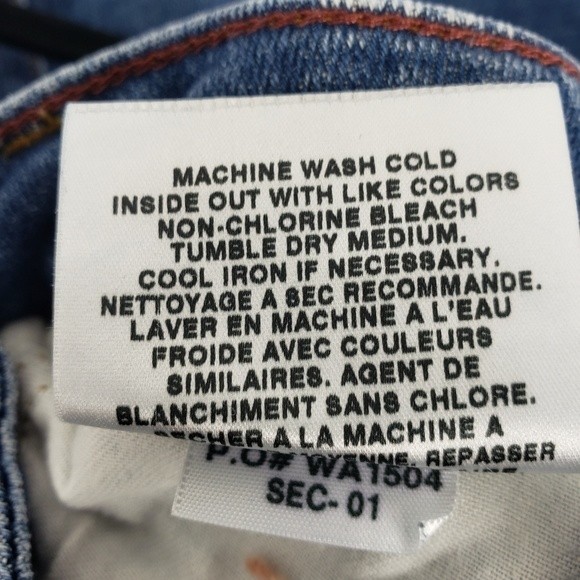 MACHINE WASH COLD
INSIDE OUT WITH LIKE COLORS
NON-CHLORINE BLEACH
TUMBLE DRY MEDIUM.
COOL IRON IF NECESSARY.
NETTOYAGE A SEC RECOMMANDE.
LAVER EN MACHINE A L'EAU
FROIDE AVEC COULEURS
SIMILAIRES. AGENT DE
BLANCHIMENT SANS CHLORE.
SECHER A LA MACHINE A
REPASSER
P.O# WA1504
SEC- 01